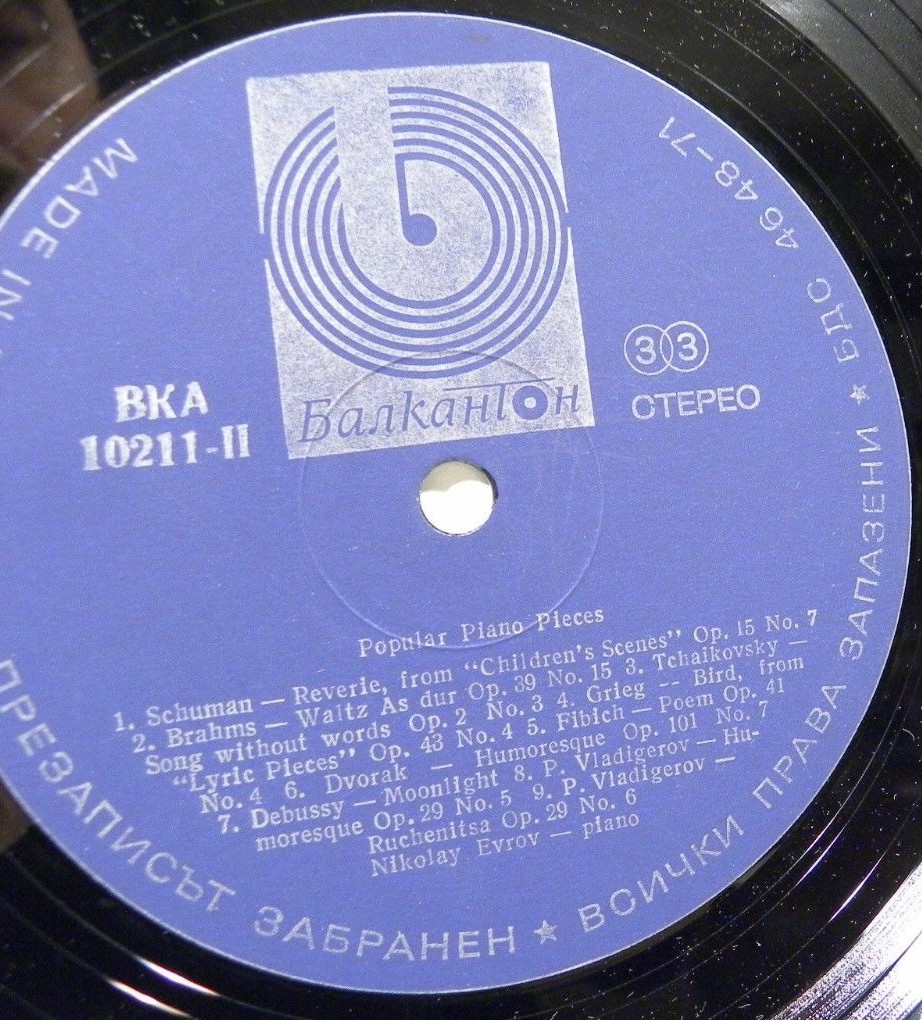 Балкантон
33
СТЕРЕО
ВКА
10211-II
Popular Piano Pieces
1. Schuman — Reverie, from “Children's Scenes” Op. 15 No. 7
2. Brahms — Waltz As dur Op. 39 No. 15 3. Tchaikovsky —
Song without words Op. 2 No. 3 4. Grieg -- Bird, from
“Lyric Pieces” Op. 43 No. 4 5. Fibich — Poem Op. 41
No. 4 6. Dvorak — Humoresque Op. 101 No. 7
7. Debussy — Moonlight 8. P. Vladigerov — Hu-
moresque Op. 29 No. 5 9. P. Vladigerov —
Ruchenitsa Op. 29 No. 6
Nikolay Evrov — piano
MADE IN
ПРЕЗАПИСЪТ ЗАБРАНЕН ★ ВСИЧКИ ПРАВА ЗАПАЗЕНИ ★ БДС 4648-71